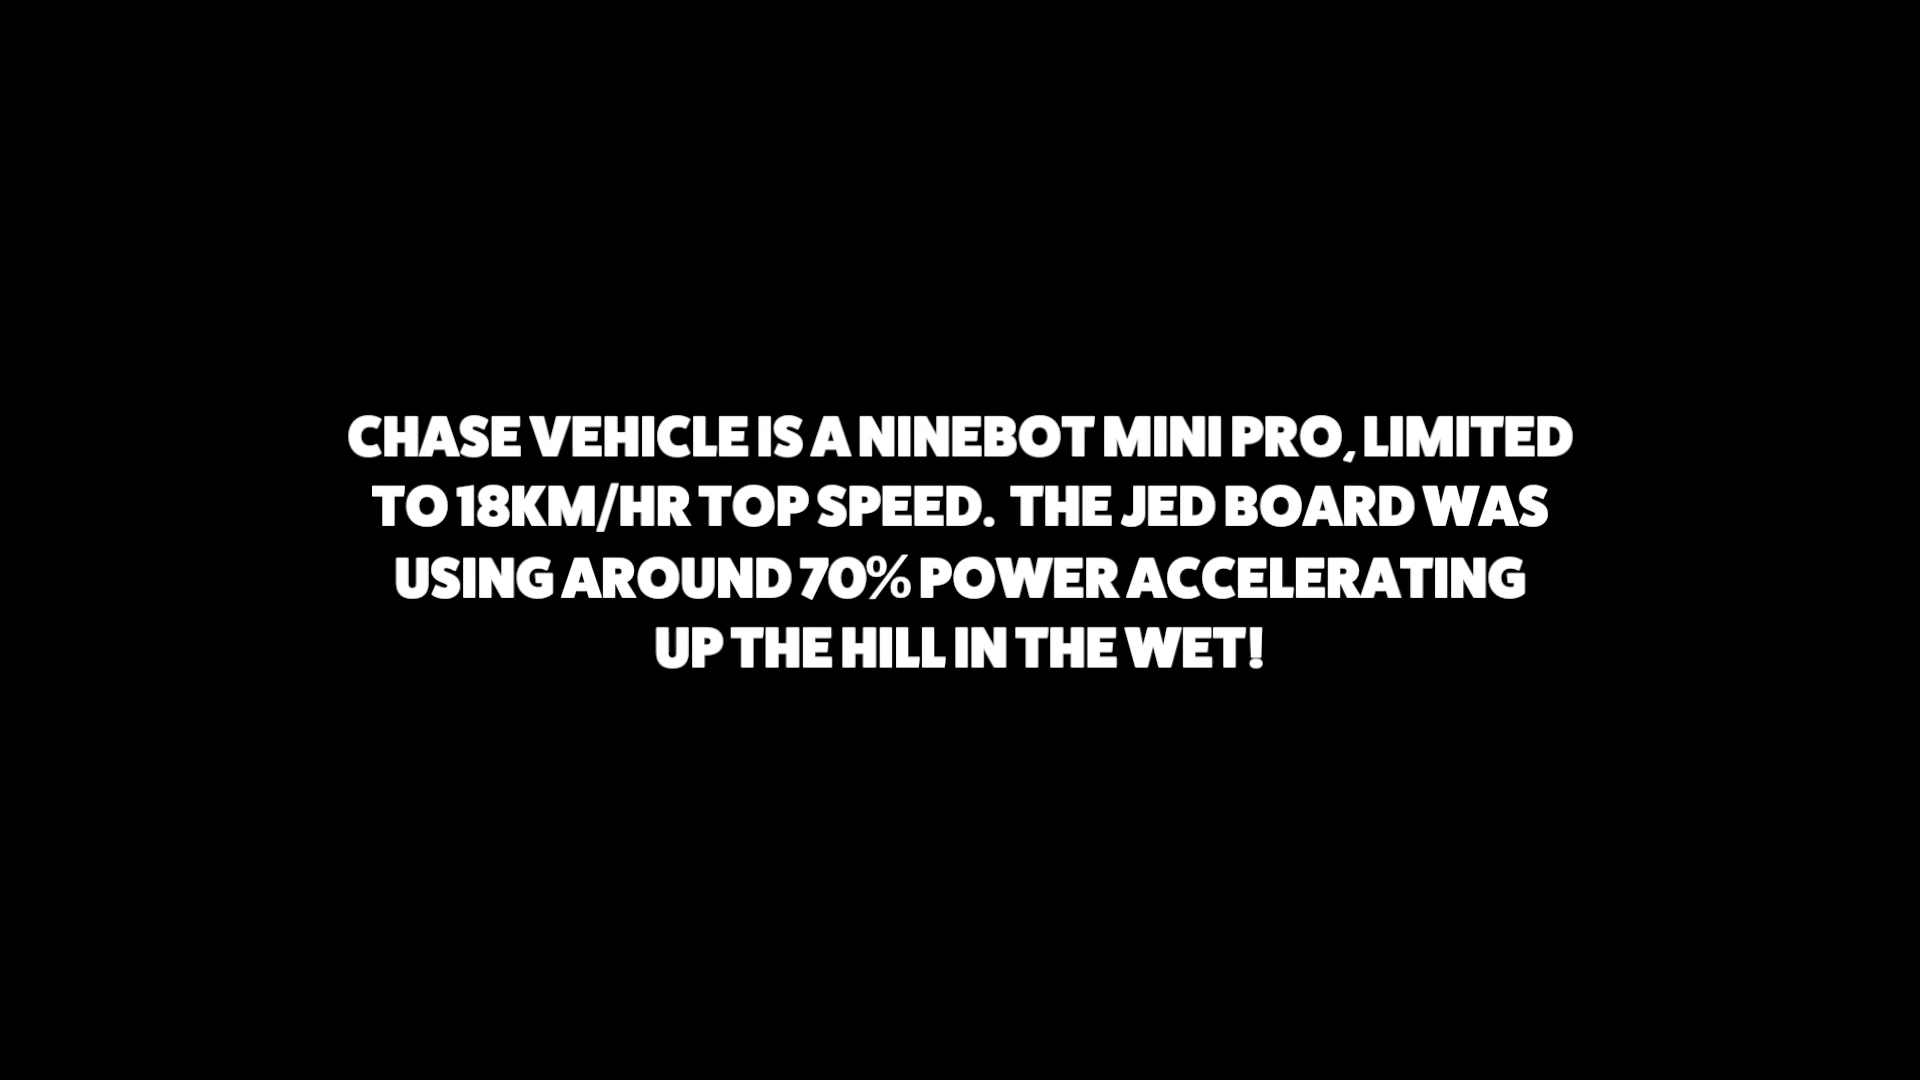 CHASE VEHICLE IS A NINEBOT MINI PRO, LIMITED
TO 18KM/HR TOP SPEED. THE JED BOARD WAS
USING AROUND 70% POWER ACCELERATING
UP THE HILL IN THE WET!